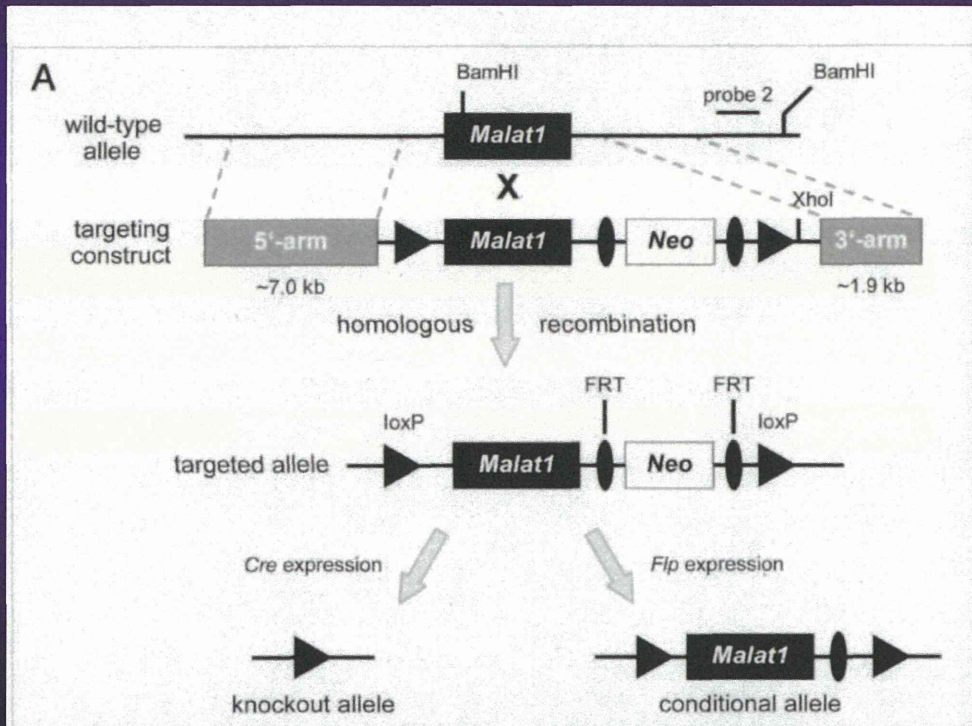 A
BamHI
BamHI
probe 2
wild-type
allele
Malat1
X
XhoI
targeting
construct
5'-arm
Malat1
Neo
3'-arm
~7.0 kb
~1.9 kb
homologous recombination
FRT
FRT
loxP
loxP
targeted allele
Malat1
Neo
Cre expression
Flp expression
Malat1
knockout allele
conditional allele